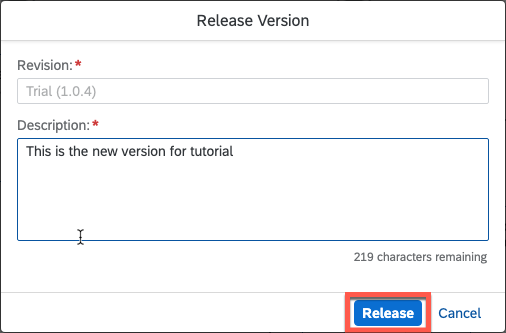 Release Version
Revision:*
Trial (1.0.4)
Description:*
This is the new version for tutorial
219 characters remaining
Release Cancel